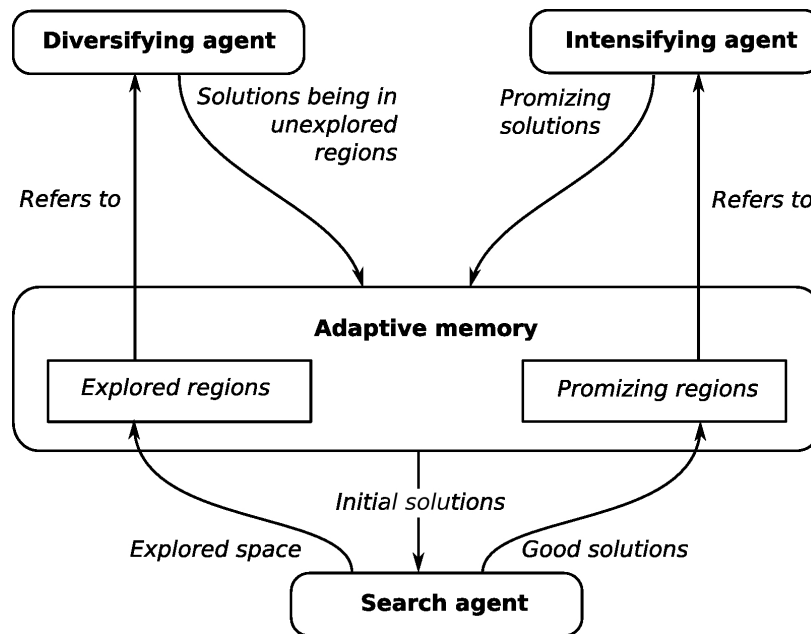 Diversifying agent
Intensifying agent
Solutions being in
unexplored
regions
Promizing
solutions
Refers to
Refers to
Adaptive memory
Explored regions
Promizing regions
Initial solutions
Explored space
Good solutions
Search agent